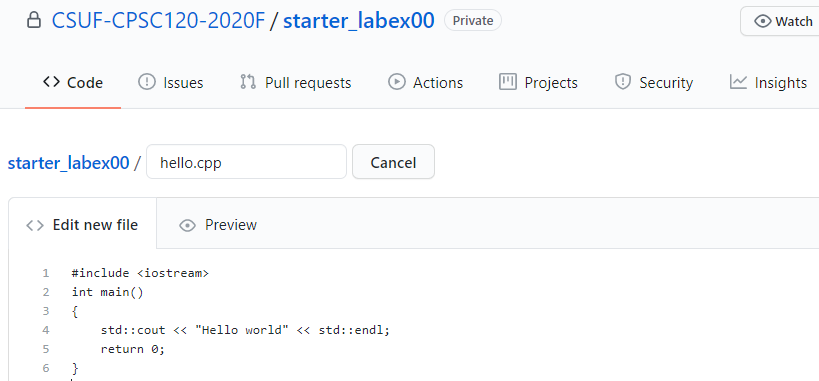 CSUF-CPSC120-2020F / starter_labex00 Private Watch
Code Issues Pull requests Actions Projects Security Insights
starter_labex00 / hello.cpp Cancel
Edit new file Preview
1 #include <iostream>
2 int main()
3 {
4     std::cout << "Hello world" << std::endl;
5     return 0;
6 }